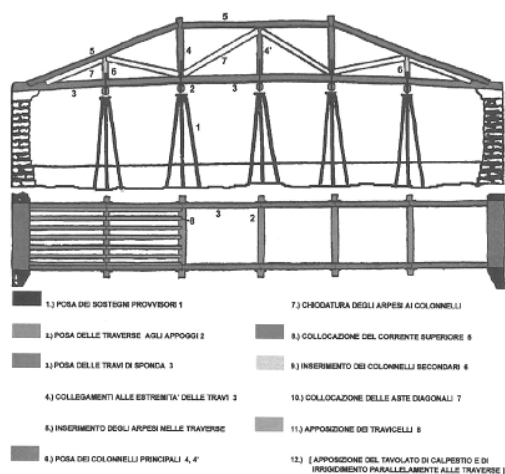 5
5
4
4'
7
6
7
6
3
2
3
1
8
3
2
1.) POSA DEI SOSTEGNI PROVVISORI 1
2.) POSA DELLE TRAVERSE AGLI APPOGGI 2
3.) POSA DELLE TRAVI DI SPONDA 3
4.) COLLEGAMENTI ALLE ESTREMITA' DELLE TRAVI 3
5.) INSERIMENTO DEGLI ARPESI NELLE TRAVERSE
6.) POSA DEI COLONNELLI PRINCIPALI 4, 4'
7.) CHIODATURA DEGLI ARPESI AI COLONNELLI
8.) COLLOCAZIONE DEL CORRENTE SUPERIORE 5
9.) INSERIMENTO DEI COLONNELLI SECONDARI 6
10.) COLLOCAZIONE DELLE ASTE DIAGONALI 7
11.) APPOSIZIONE DEI TRAVICELLI 8
12.) [ APPOSIZIONE DEL TAVOLATO DI CALPESTIO E DI
IRRIGIDIMENTO PARALLELAMENTE ALLE TRAVERSE ]